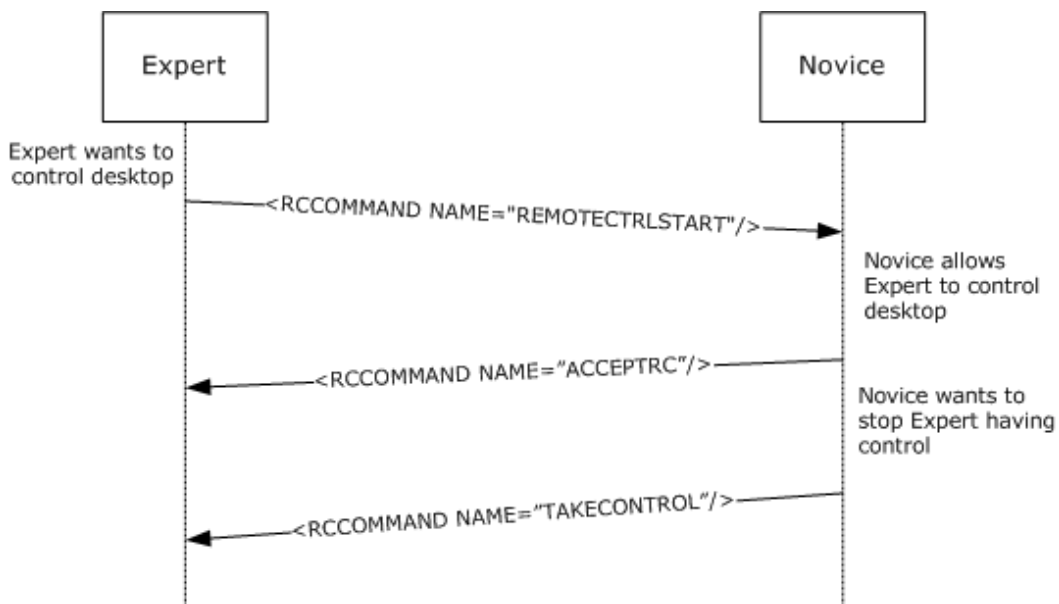 Expert
Novice
Expert wants to
control desktop
<RCCOMMAND NAME="REMOTECTRLSTART"/>
Novice allows
Expert to control
desktop
<RCCOMMAND NAME=”ACCEPTRC”/>
Novice wants to
stop Expert having
control
<RCCOMMAND NAME=”TAKECONTROL”/>